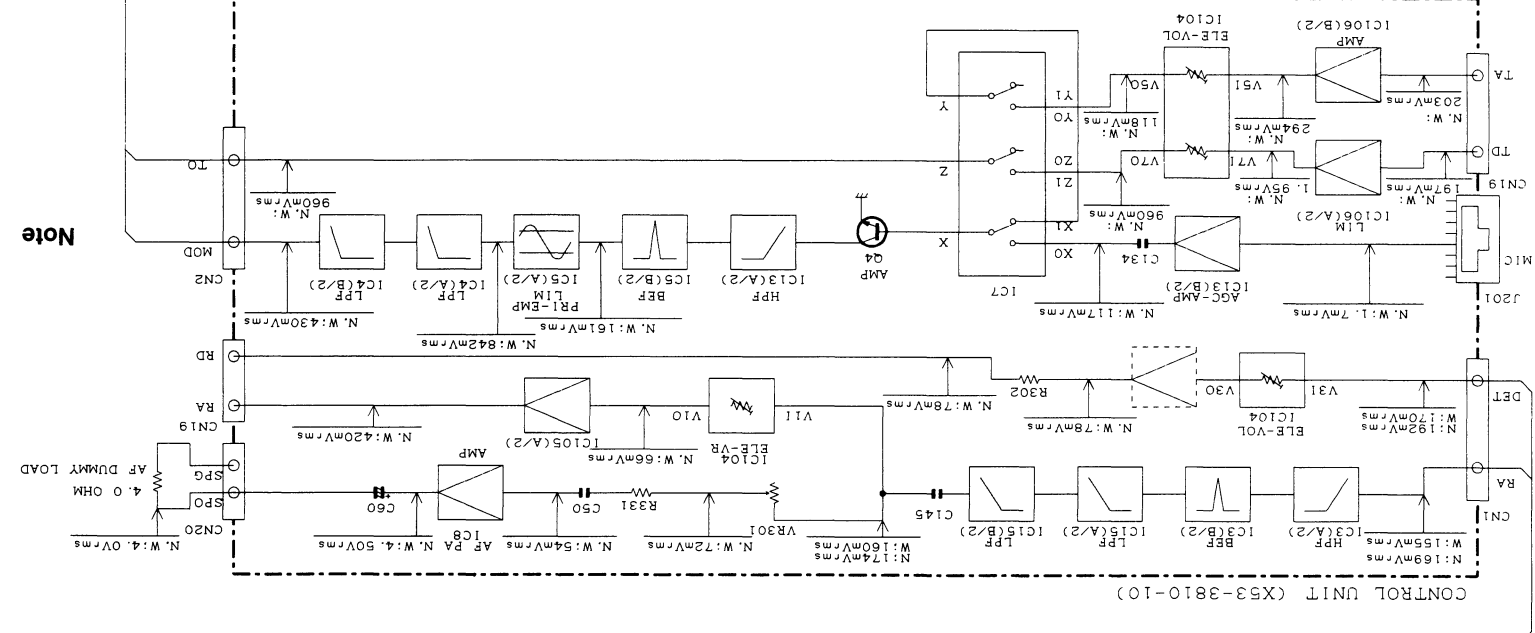 CONTROL UNIT (X53-3810-10)
CN1
RA
N:169mVrms
W:155mVrms
HPF
IC3(A/2)
BEF
IC3(B/2)
LPF
IC15(A/2)
LPF
IC15(B/2)
C145
N:174mVrms
W:160mVrms
VR301
N.W:72mVrms
R331
C50
N.W:54mVrms
AF PA
IC8
N.W:4.50Vrms
C60
CN20
SPO
SPG
N.W:4.0Vrms
4.0 OHM
AF DUMMY LOAD
DET
N:192mVrms
W:170mVrms
V31
IC104
ELE-VOL
V30
N.W:78mVrms
R302
N.W:78mVrms
V11
IC104
ELE-VR
V10
N.W:66mVrms
IC105(A/2)
AMP
N.W:420mVrms
CN19
RA
RD
J201
MIC
N.W:1.7mVrms
AGC-AMP
IC13(B/2)
C134
N.W:117mVrms
IC7
X0
X1
X
Z1
Z0
Z
Y0
Y1
Y
Q4
AMP
HPF
IC13(A/2)
BEF
IC5(B/2)
N.W:161mVrms
PRI-EMP
LIM
IC5(A/2)
N.W:842mVrms
LPF
IC4(A/2)
LPF
IC4(B/2)
N.W:430mVrms
CN2
MOD
TO
N.W:
960mVrms
CN19
TD
N.W:
197mVrms
LIM
IC106(A/2)
N.W:
1.95Vrms
V71
V70
N.W:
960mVrms
TA
N.W:
203mVrms
AMP
IC106(B/2)
N.W:
294mVrms
V51
ELE-VOL
IC104
V50
N.W:
118mVrms
Note